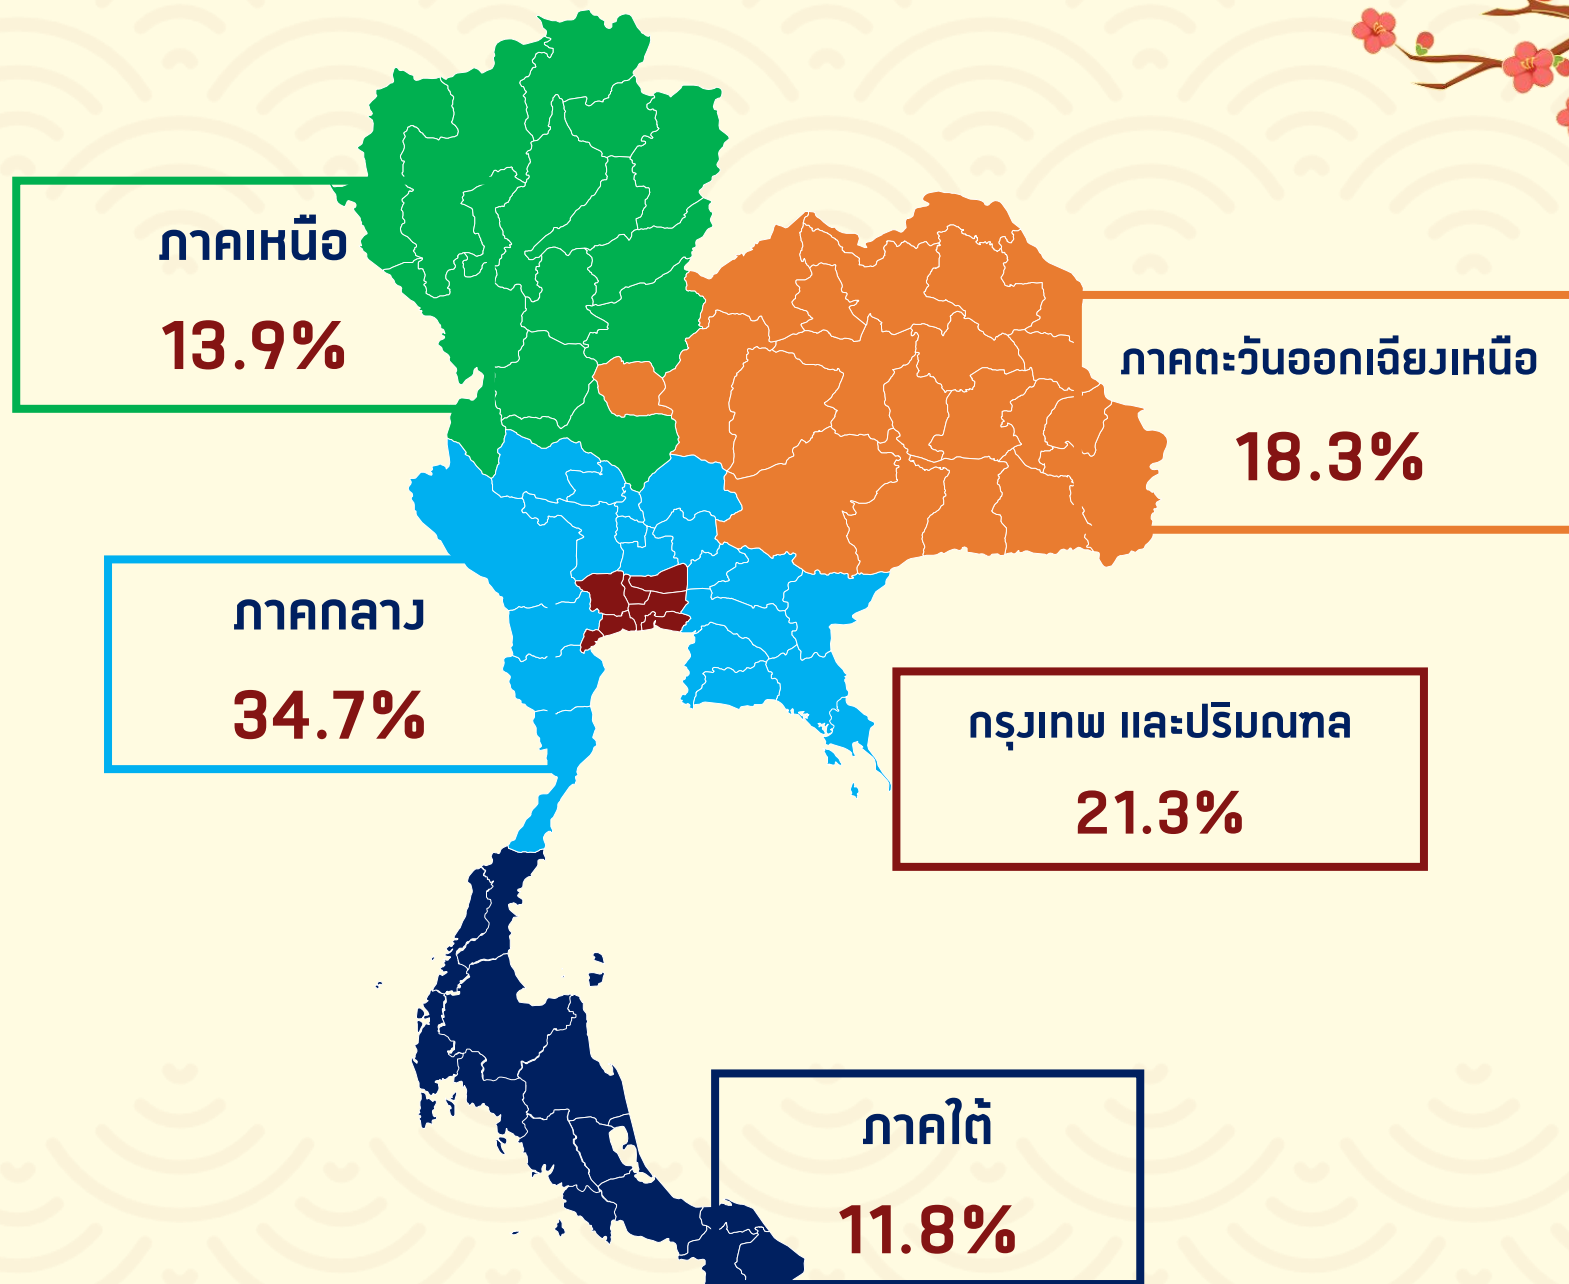 ภาคเหนือ
13.9%
ภาคตะวันออกเฉียงเหนือ
18.3%
ภาคกลาง
34.7%
กรุงเทพ และปริมณฑล
21.3%
ภาคใต้
11.8%